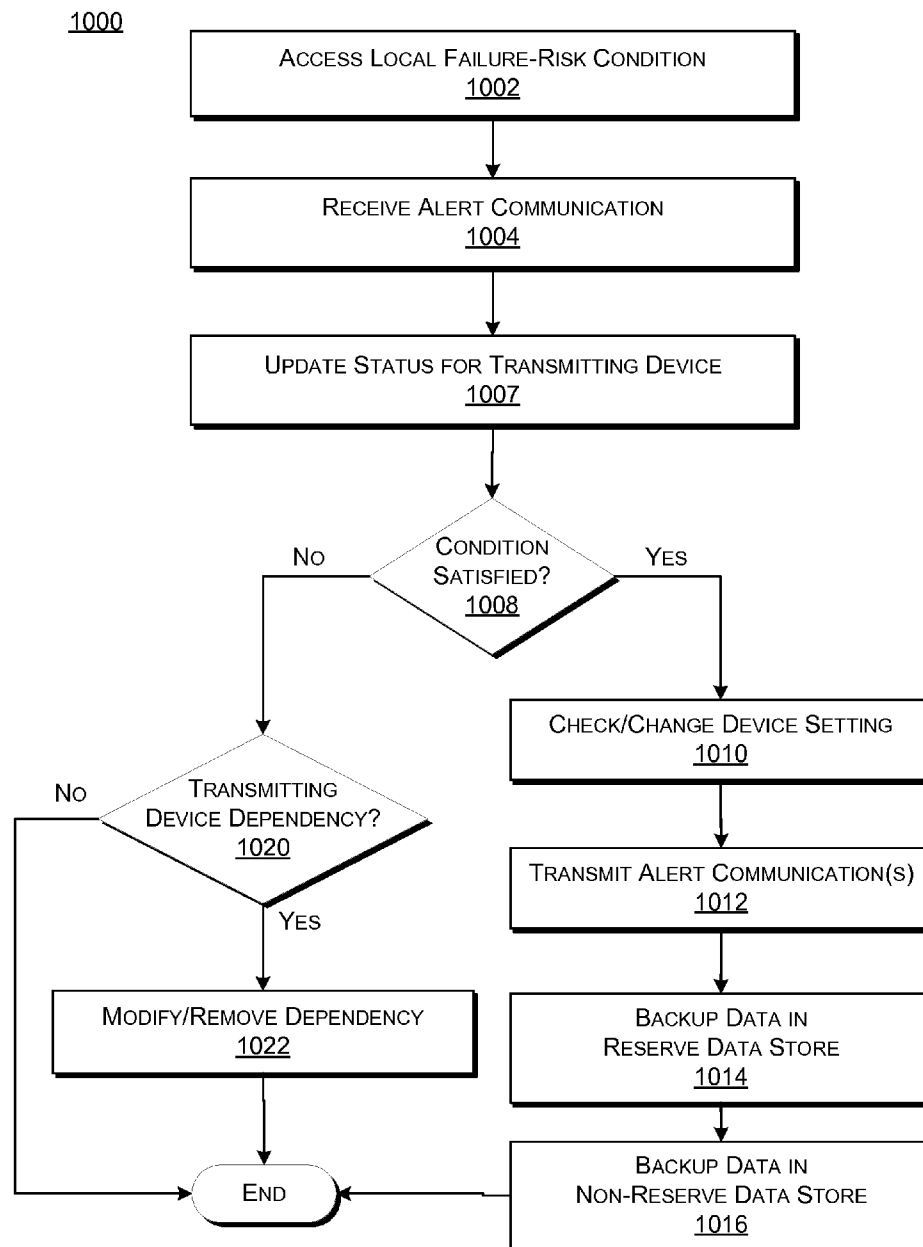 1000
ACCESS LOCAL FAILURE-RISK CONDITION
1002
RECEIVE ALERT COMMUNICATION
1004
UPDATE STATUS FOR TRANSMITTING DEVICE
1007
NO
CONDITION
SATISFIED?
1008
YES
CHECK/CHANGE DEVICE SETTING
1010
NO
TRANSMITTING
DEVICE DEPENDENCY?
1020
YES
TRANSMIT ALERT COMMUNICATION(S)
1012
MODIFY/REMOVE DEPENDENCY
1022
BACKUP DATA IN
RESERVE DATA STORE
1014
END
BACKUP DATA IN
NON-RESERVE DATA STORE
1016